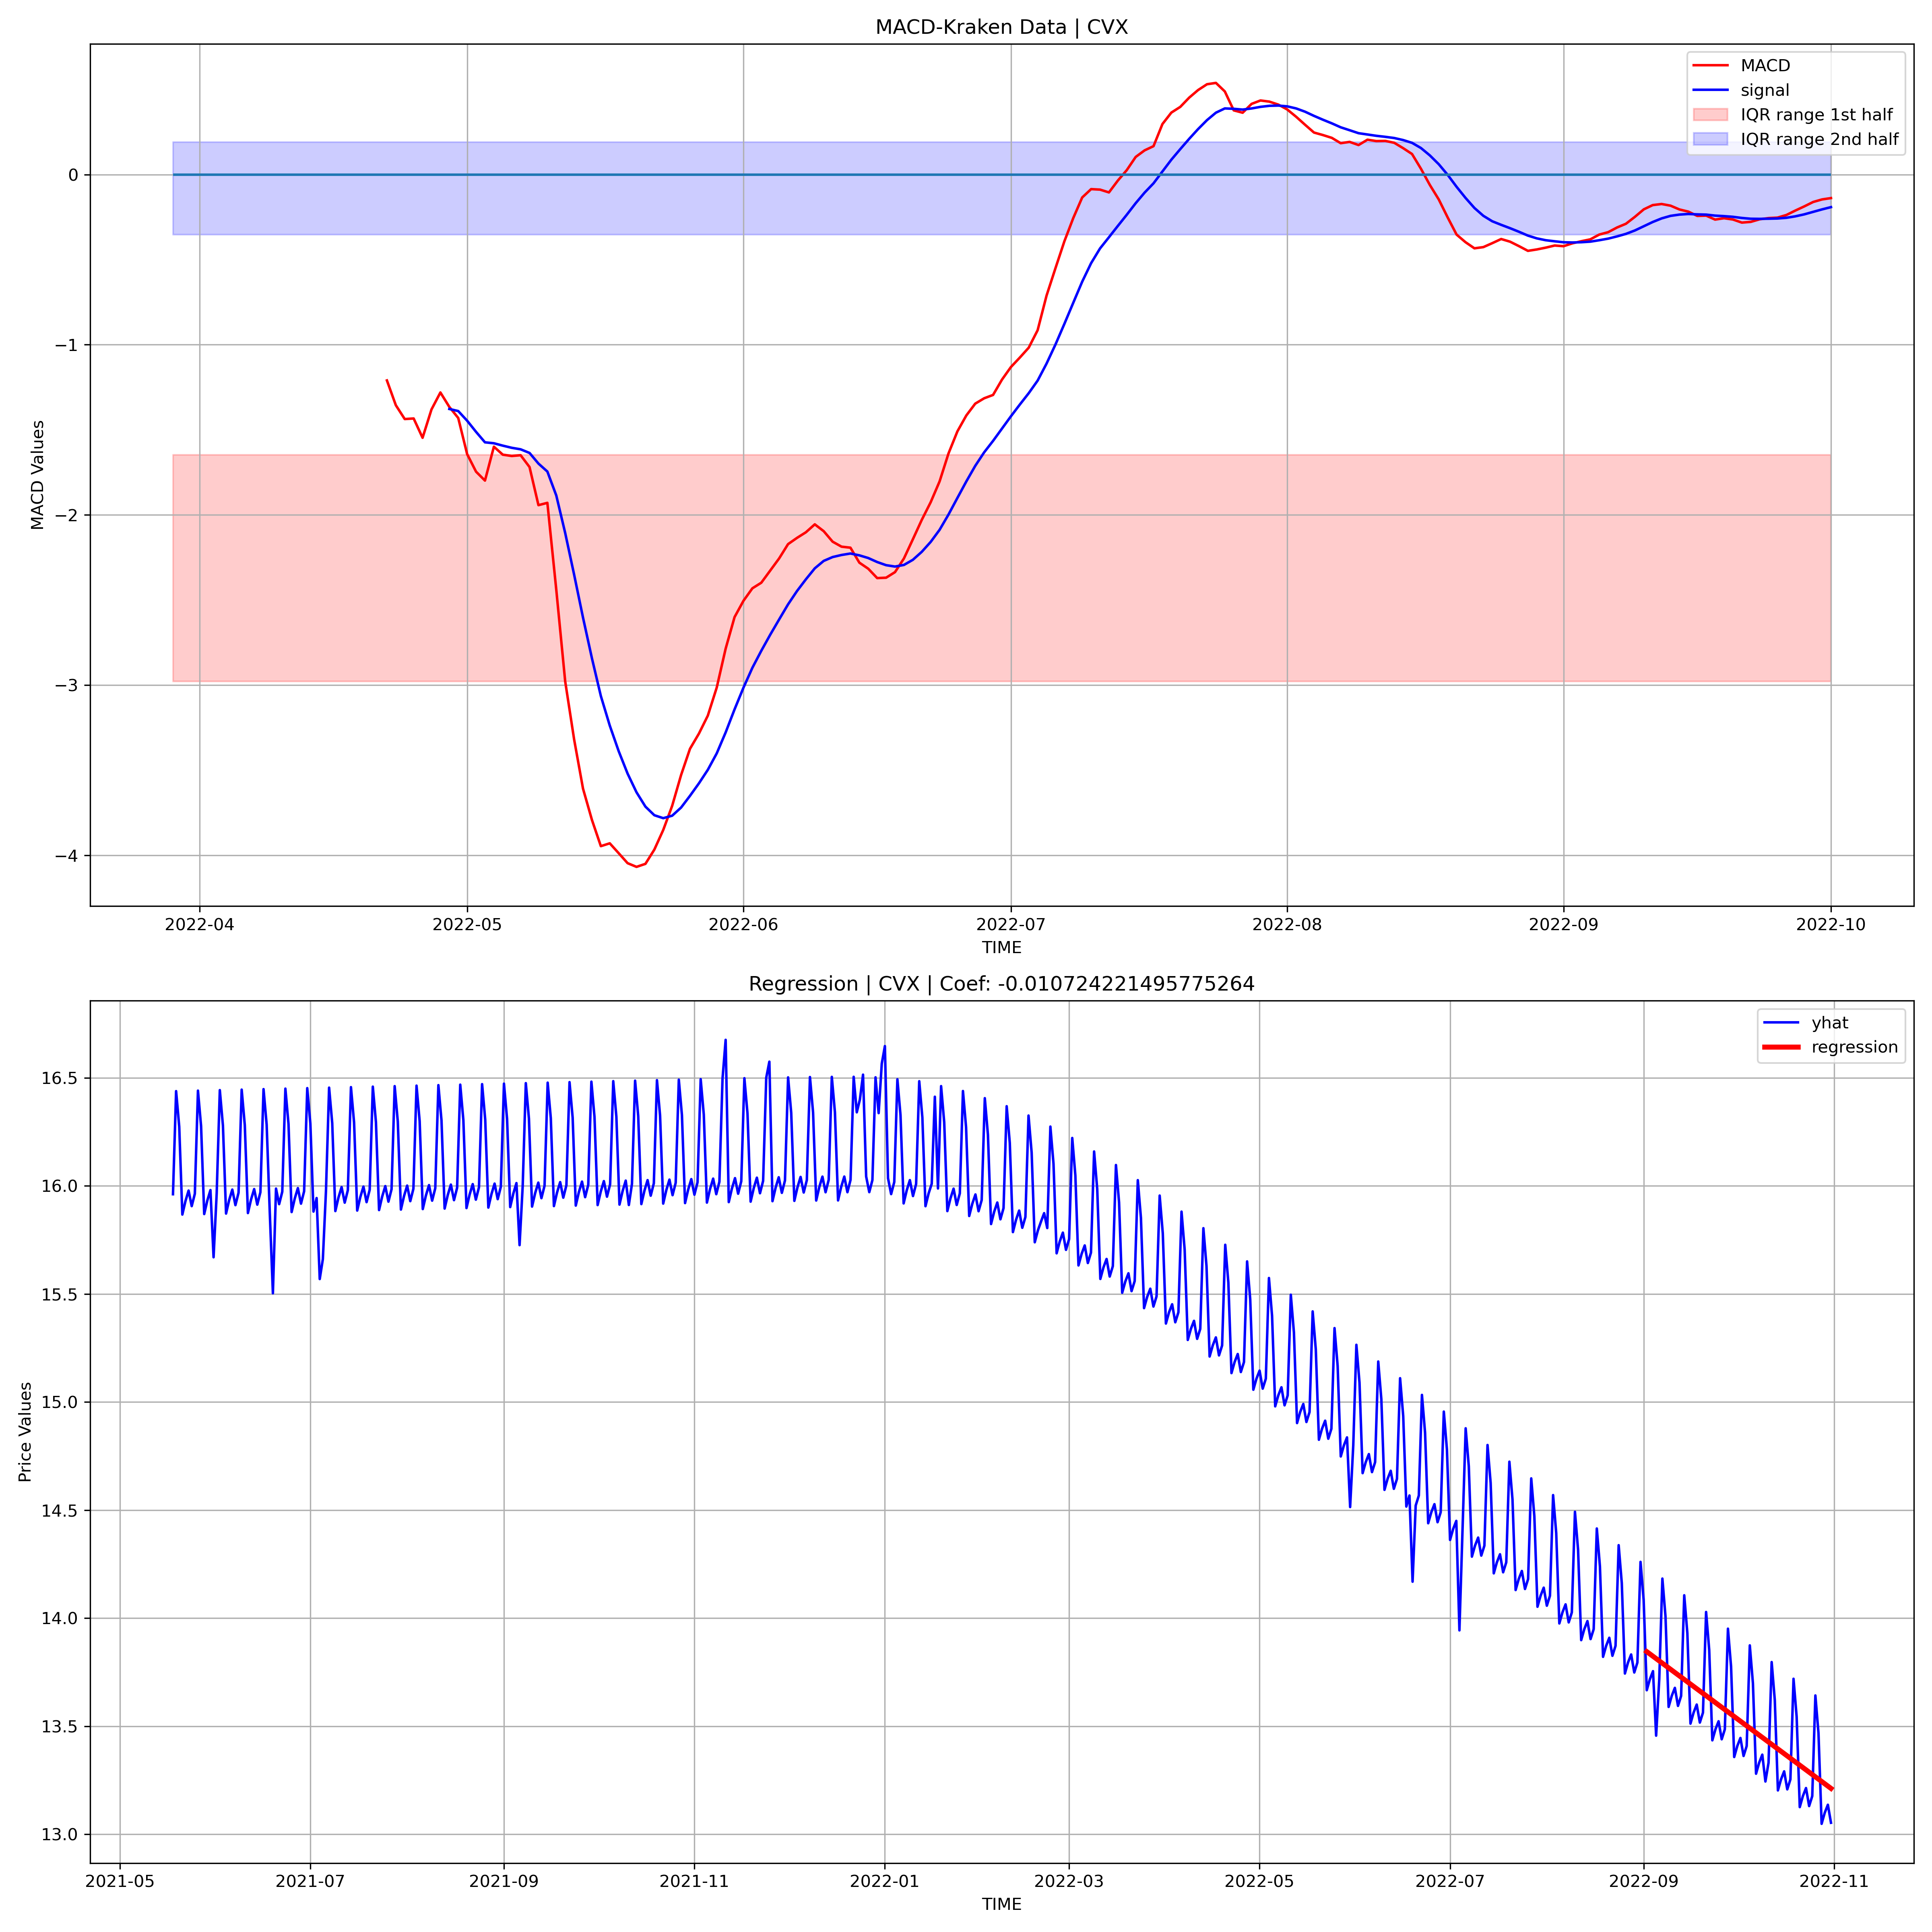 MACD-Kraken Data | CVX
MACD
signal
IQR range 1st half
IQR range 2nd half
MACD Values
0
−1
−2
−3
−4
2022-04 2022-05 2022-06 2022-07 2022-08 2022-09 2022-10
TIME
Regression | CVX | Coef: -0.010724221495775264
yhat
regression
Price Values
16.5
16.0
15.5
15.0
14.5
14.0
13.5
13.0
2021-05 2021-07 2021-09 2021-11 2022-01 2022-03 2022-05 2022-07 2022-09 2022-11
TIME